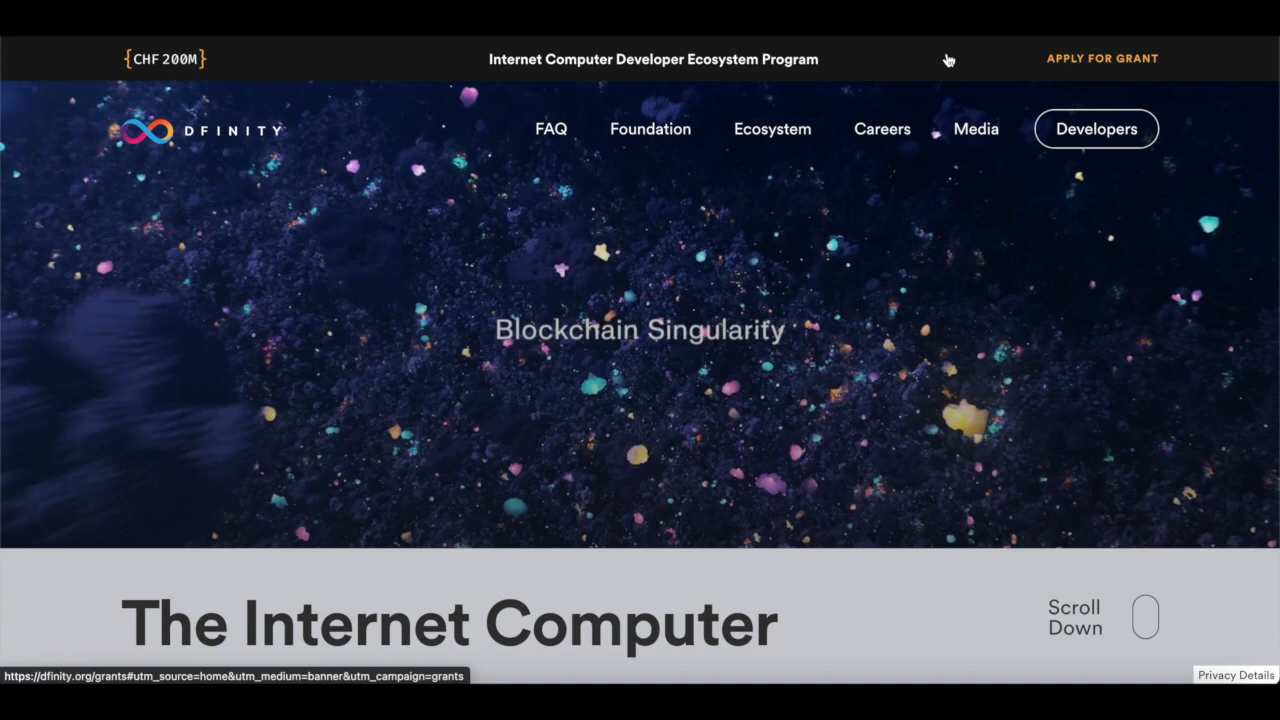 {CHF 200M}
Internet Computer Developer Ecosystem Program
APPLY FOR GRANT
DFINITY
FAQ
Foundation
Ecosystem
Careers
Media
Developers
Blockchain Singularity
The Internet Computer
Scroll
Down
https://dfinity.org/grants#utm_source=home&utm_medium=banner&utm_campaign=grants
Privacy Details